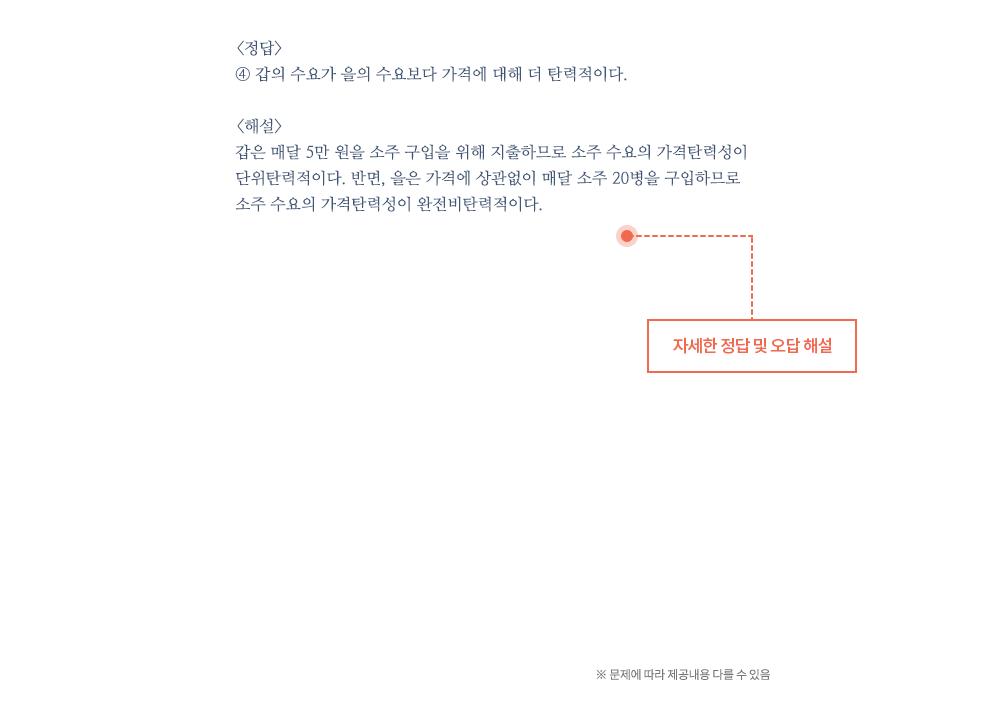 〈정답〉
④ 갑의 수요가 을의 수요보다 가격에 대해 더 탄력적이다.
〈해설〉
갑은 매달 5만 원을 소주 구입을 위해 지출하므로 소주 수요의 가격탄력성이
단위탄력적이다. 반면, 을은 가격에 상관없이 매달 소주 20병을 구입하므로
소주 수요의 가격탄력성이 완전비탄력적이다.
자세한 정답 및 오답 해설
※ 문제에 따라 제공내용 다를 수 있음